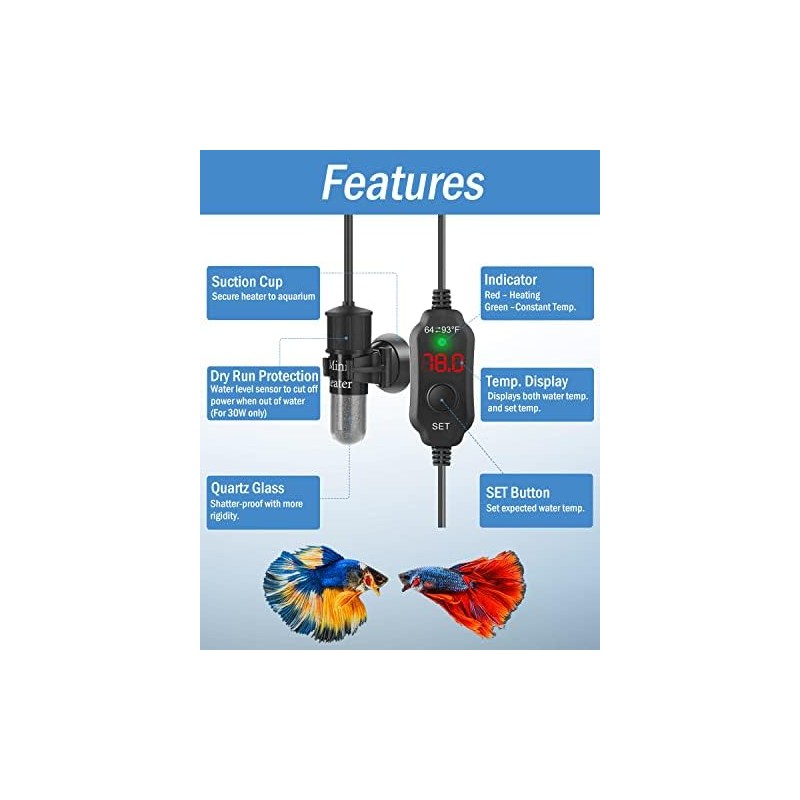 Features
Suction Cup
Secure heater to aquarium
Dry Run Protection
Water level sensor to cut off
power when out of water
(For 30W only)
Quartz Glass
Shatter-proof with more
rigidity.
Mini
eater
64⇌93°F
78.0
SET
Indicator
Red – Heating
Green –Constant Temp.
Temp. Display
Displays both water temp.
and set temp.
SET Button
Set expected water temp.